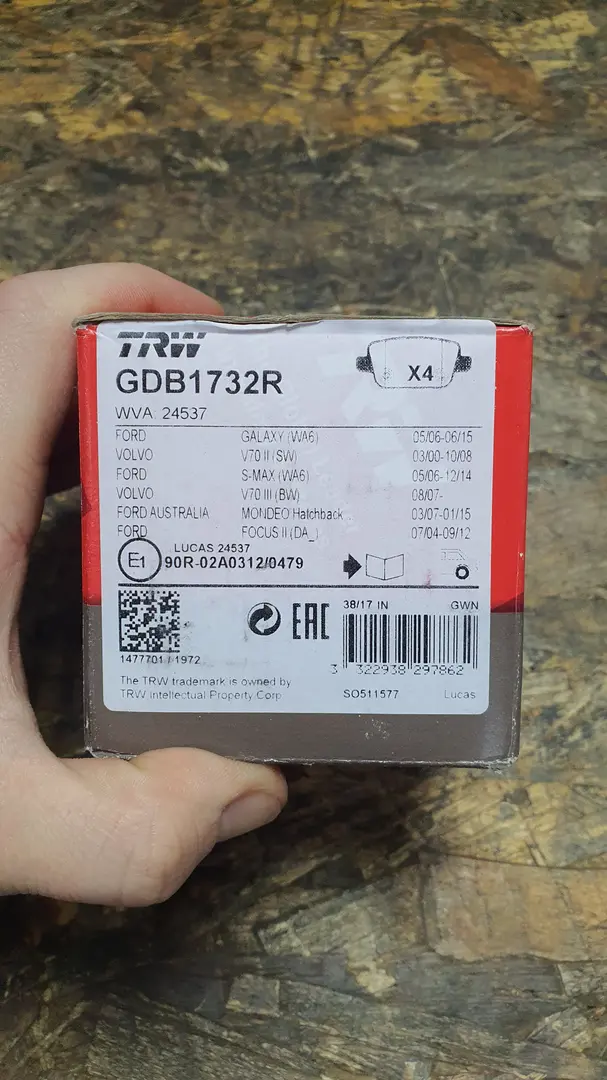 TRW
GDB1732R
X4
WVA 24537
FORD GALAXY (WA6) 05/06-06/15
VOLVO V70 II (SW) 03/00-10/08
FORD S-MAX (WA6) 05/06-12/14
VOLVO V70 III (BW) 08/07-
FORD AUSTRALIA MONDEO Hatchback... 03/07-01/15
FORD FOCUS II (DA_) 07/04-09/12
LUCAS 24537
E1 90R-02A0312/0479
EAC
38/17 IN GWN
3 322938 297862
1477701 / 1972
The TRW trademark is owned by
TRW Intellectual Property Corp
SO511577 Lucas